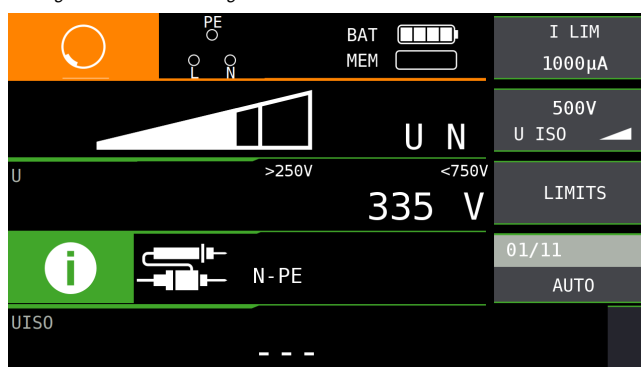 PE
L N
BAT
MEM
I LIM
1000µA
500V
U ISO
U N
U
>250V <750V
335 V
LIMITS
i
N-PE
01/11
AUTO
UISO
---